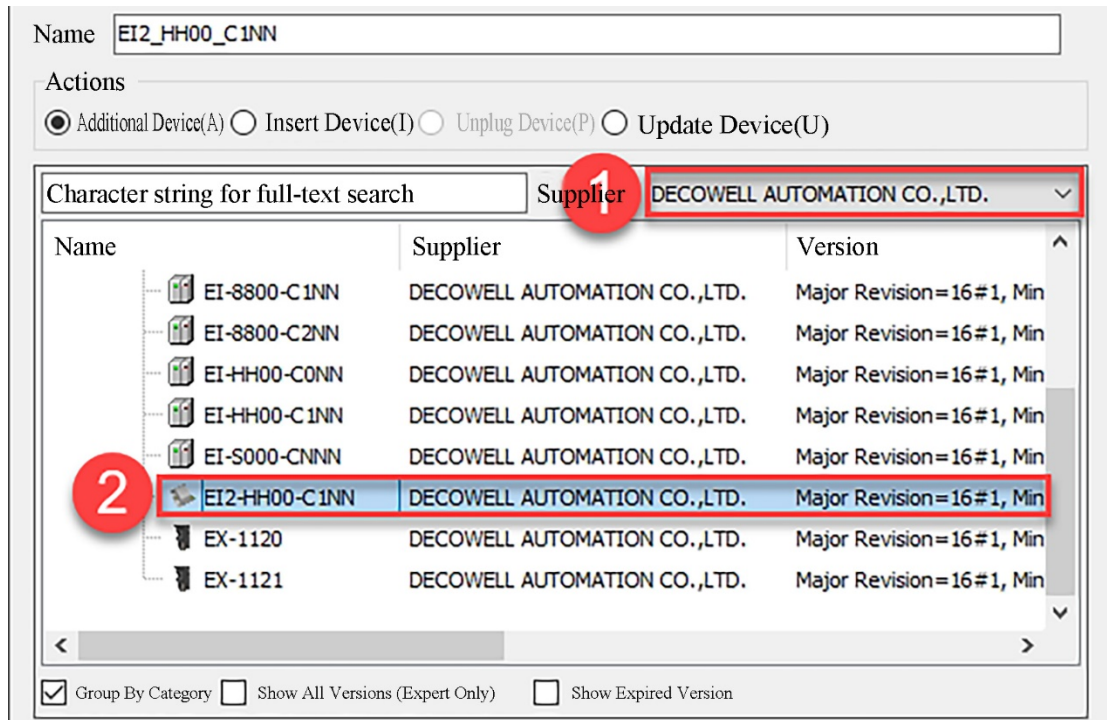 Name EI2_HH00_C1NN
Actions
Additional Device(A) Insert Device(I) Unplug Device(P) Update Device(U)
Character string for full-text search Supplier 1 DECOWELL AUTOMATION CO.,LTD.
Name Supplier Version
EI-8800-C1NN DECOWELL AUTOMATION CO.,LTD. Major Revision=16#1, Min
EI-8800-C2NN DECOWELL AUTOMATION CO.,LTD. Major Revision=16#1, Min
EI-HH00-C0NN DECOWELL AUTOMATION CO.,LTD. Major Revision=16#1, Min
EI-HH00-C1NN DECOWELL AUTOMATION CO.,LTD. Major Revision=16#1, Min
EI-S000-CNNN DECOWELL AUTOMATION CO.,LTD. Major Revision=16#1, Min
2 EI2-HH00-C1NN DECOWELL AUTOMATION CO.,LTD. Major Revision=16#1, Min
EX-1120 DECOWELL AUTOMATION CO.,LTD. Major Revision=16#1, Min
EX-1121 DECOWELL AUTOMATION CO.,LTD. Major Revision=16#1, Min
Group By Category Show All Versions (Expert Only) Show Expired Version